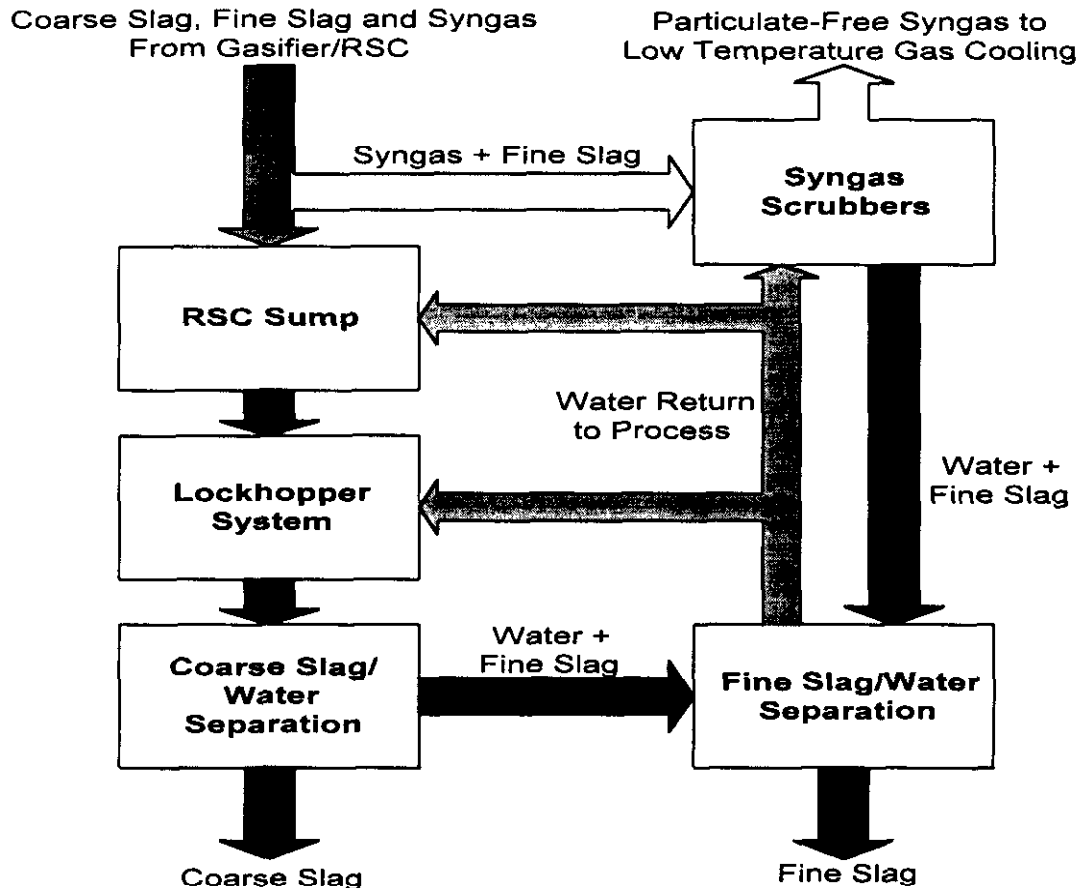 Coarse Slag, Fine Slag and Syngas
From Gasifier/RSC
Particulate-Free Syngas to
Low Temperature Gas Cooling
Syngas + Fine Slag
Syngas
Scrubbers
RSC Sump
Water Return
to Process
Lockhopper
System
Water +
Fine Slag
Coarse Slag/
Water
Separation
Water +
Fine Slag
Fine Slag/Water
Separation
Coarse Slag
Fine Slag